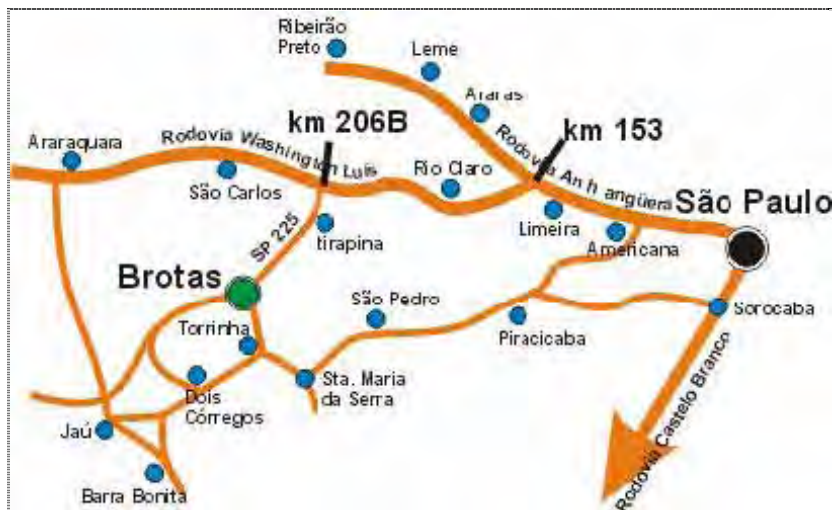 Ribeirão
Preto
Leme
Araras
km 206B
km 153
Araraquara
Rodovia Washington Luis
Rodovia Anhangüera
Rio Claro
São Carlos
São Paulo
Limeira
Americana
SP 225
Itirapina
Brotas
São Pedro
Sorocaba
Torrinha
Piracicaba
Sta. Maria
da Serra
Dois
Córregos
Rodovia Castelo Branco
Jaú
Barra Bonita